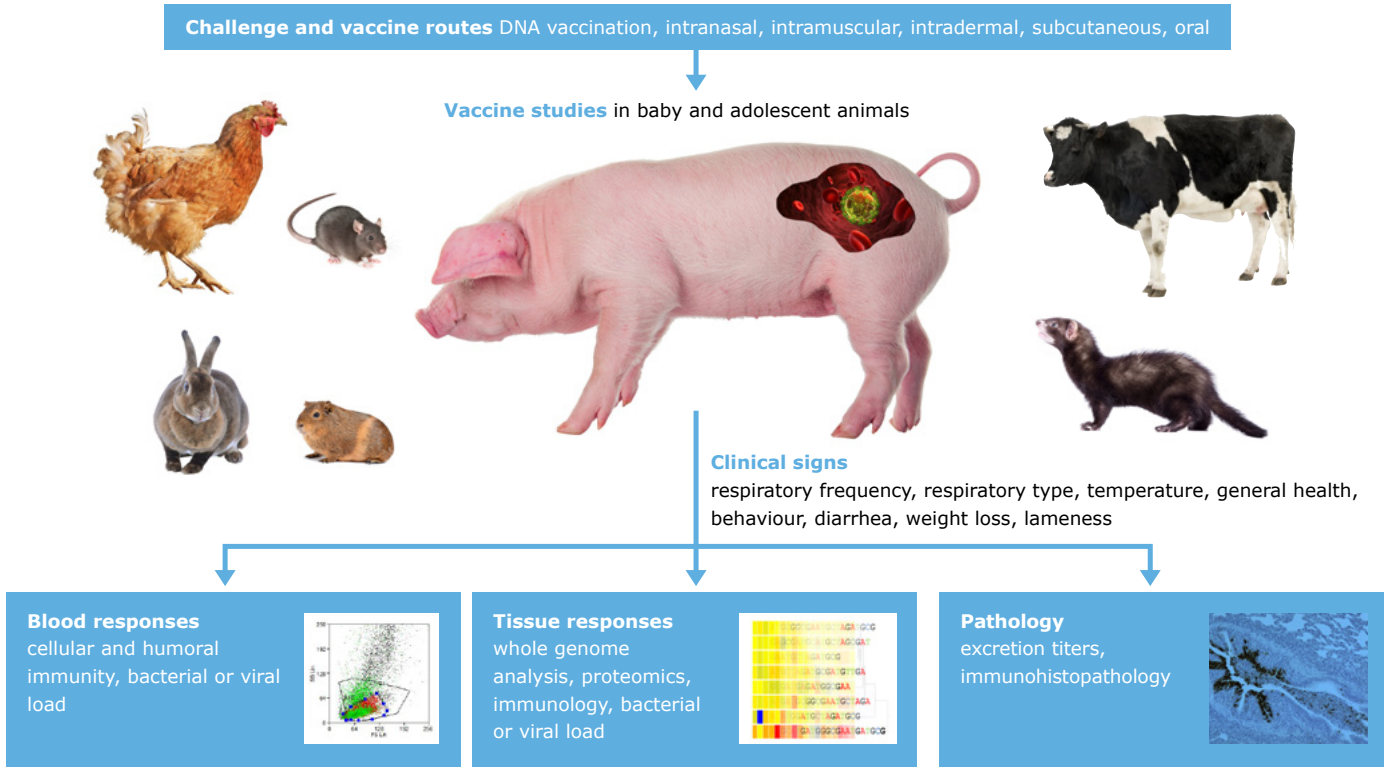 Challenge and vaccine routes DNA vaccination, intranasal, intramuscular, intradermal, subcutaneous, oral
Vaccine studies in baby and adolescent animals
Clinical signs
respiratory frequency, respiratory type, temperature, general health,
behaviour, diarrhea, weight loss, lameness
Blood responses
cellular and humoral
immunity, bacterial or viral
load
Tissue responses
whole genome
analysis, proteomics,
immunology, bacterial
or viral load
Pathology
excretion titers,
immunohistopathology